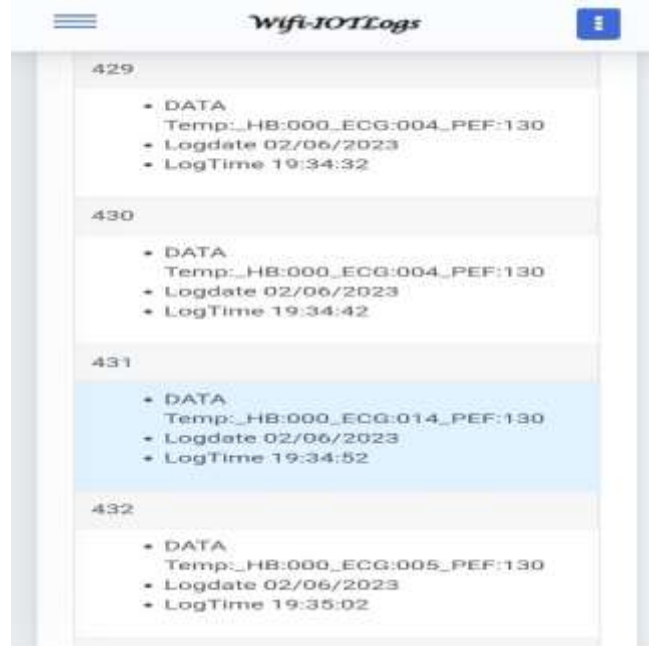 Wifi-IOTLogs
429
• DATA
Temp:_HB:000_ECG:004_PEF:130
• Logdate 02/06/2023
• LogTime 19:34:32
430
• DATA
Temp:_HB:000_ECG:004_PEF:130
• Logdate 02/06/2023
• LogTime 19:34:42
431
• DATA
Temp:_HB:000_ECG:014_PEF:130
• Logdate 02/06/2023
• LogTime 19:34:52
432
• DATA
Temp:_HB:000_ECG:005_PEF:130
• Logdate 02/06/2023
• LogTime 19:35:02